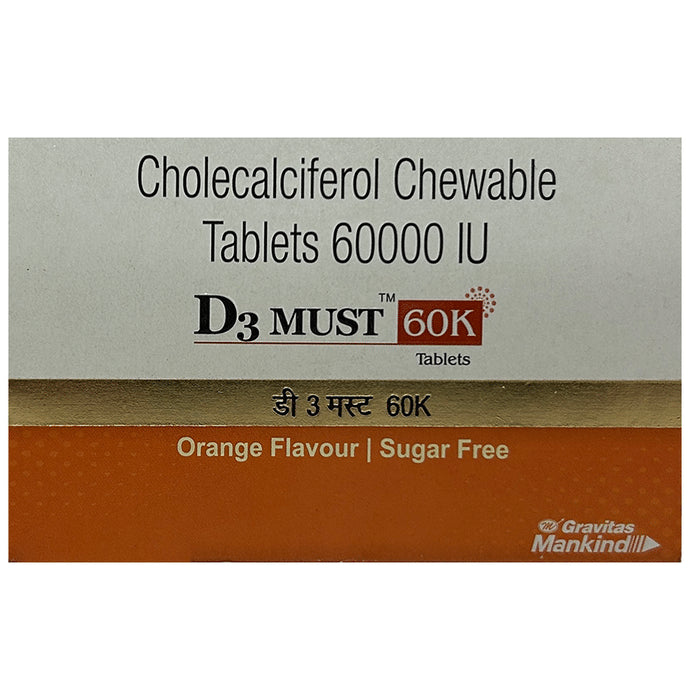 Cholecalciferol Chewable
Tablets 60000 IU
D3 MUST™ 60K
Tablets
डी 3 मस्ट 60K
Orange Flavour | Sugar Free
m Gravitas
Mankind